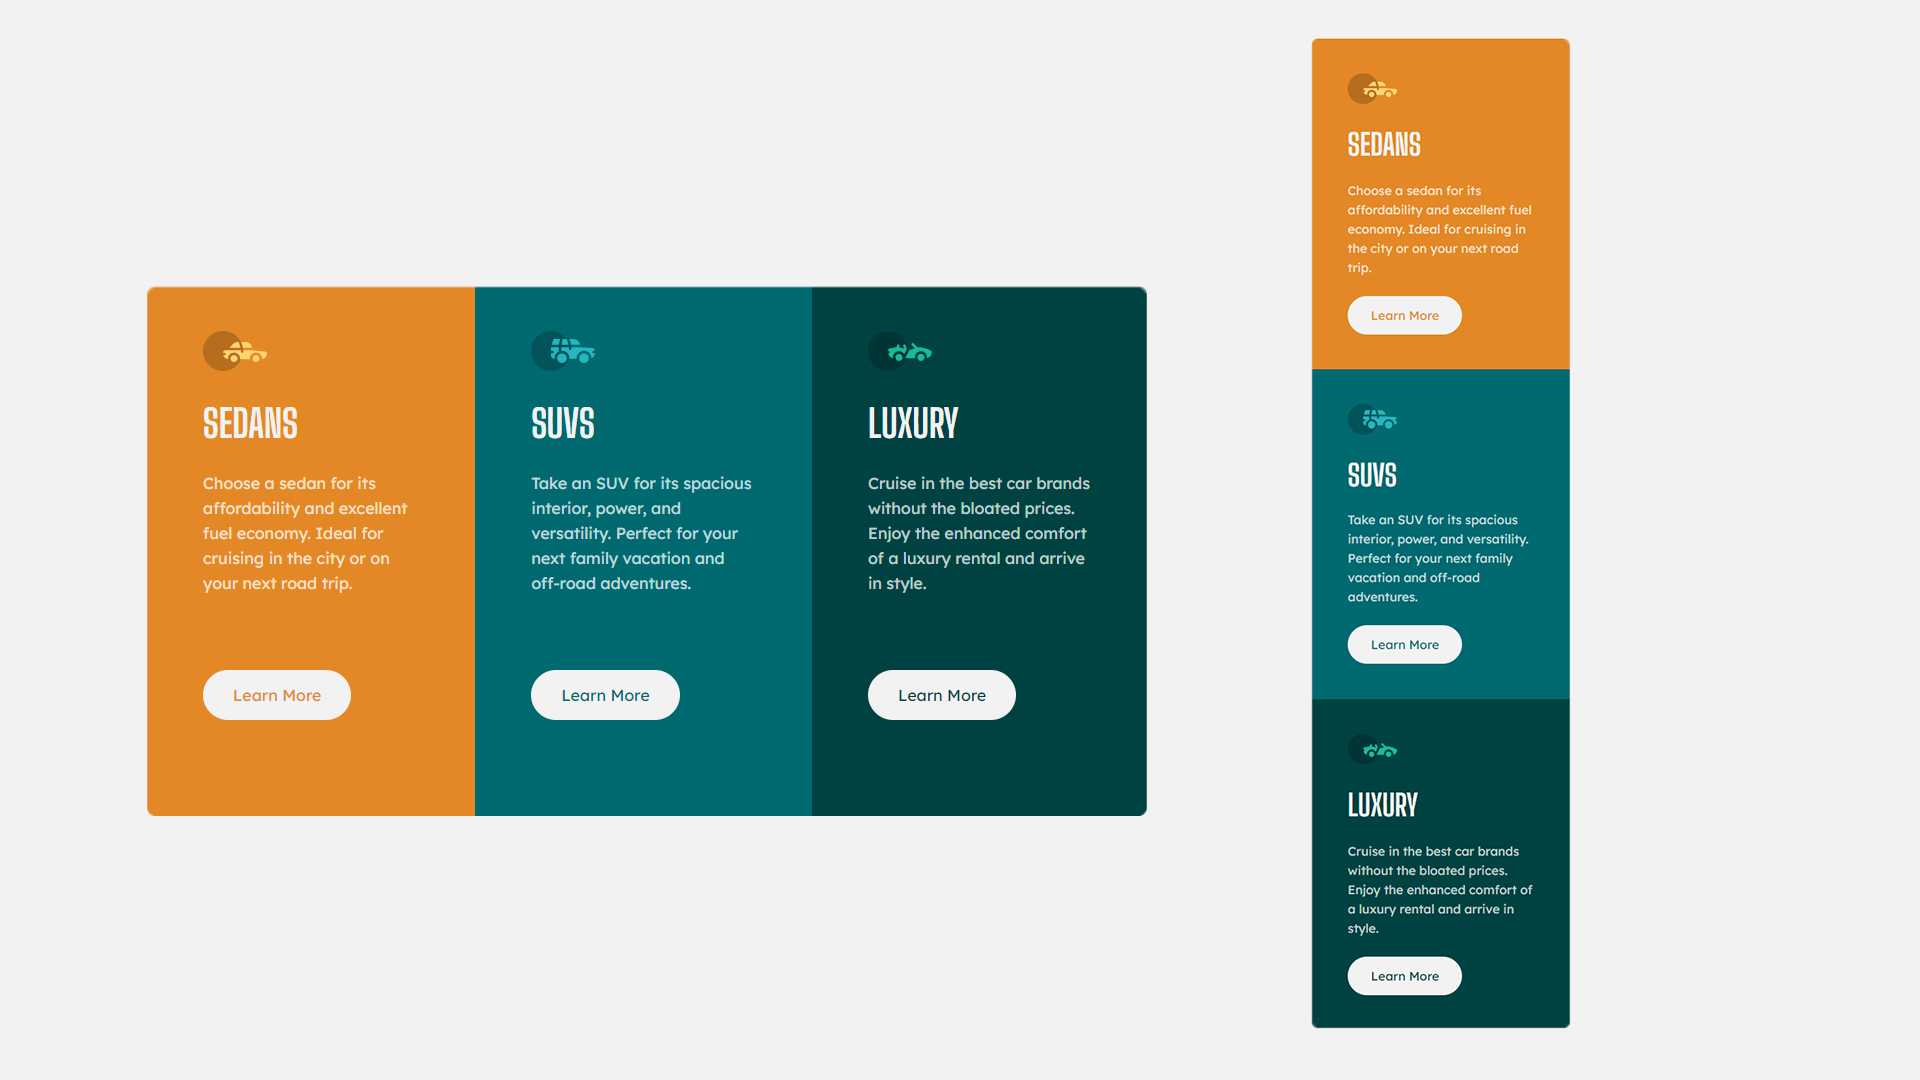 SEDANS
Choose a sedan for its
affordability and excellent
fuel economy. Ideal for
cruising in the city or on
your next road trip.
Learn More
SUVS
Take an SUV for its spacious
interior, power, and
versatility. Perfect for your
next family vacation and
off-road adventures.
Learn More
LUXURY
Cruise in the best car brands
without the bloated prices.
Enjoy the enhanced comfort
of a luxury rental and arrive
in style.
Learn More
SEDANS
Choose a sedan for its
affordability and excellent fuel
economy. Ideal for cruising in
the city or on your next road
trip.
Learn More
SUVS
Take an SUV for its spacious
interior, power, and versatility.
Perfect for your next family
vacation and off-road
adventures.
Learn More
LUXURY
Cruise in the best car brands
without the bloated prices.
Enjoy the enhanced comfort of
a luxury rental and arrive in
style.
Learn More